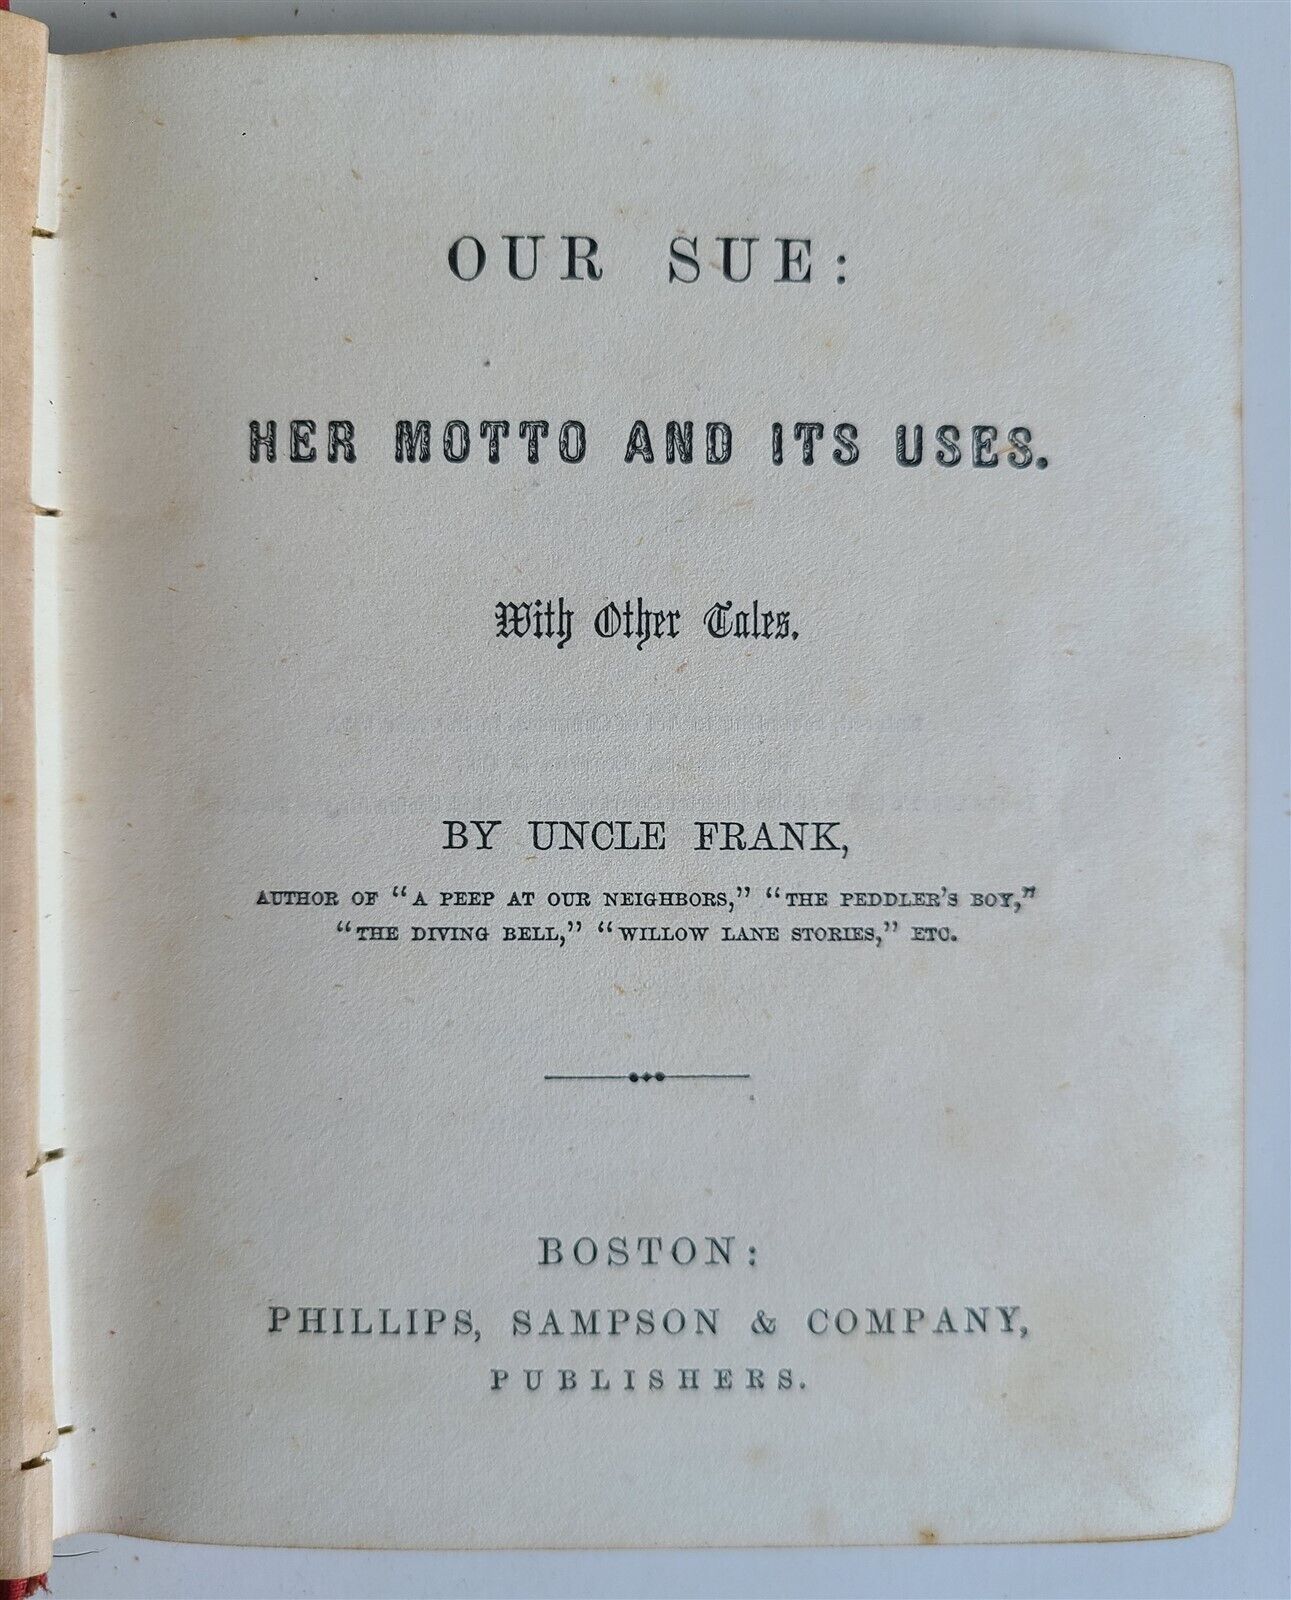 OUR SUE:
HER MOTTO AND ITS USES.
With Other Tales.
BY UNCLE FRANK,
AUTHOR OF “A PEEP AT OUR NEIGHBORS,” “THE PEDDLER’S BOY,”
“THE DIVING BELL,” “WILLOW LANE STORIES,” ETC.
BOSTON:
PHILLIPS, SAMPSON & COMPANY,
PUBLISHERS.